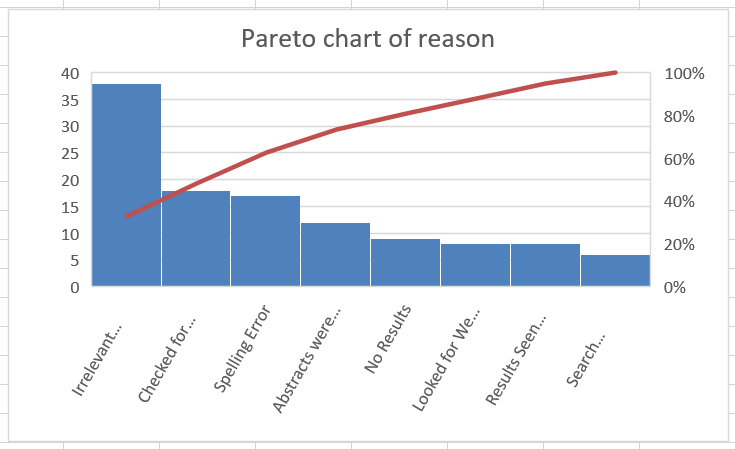 Pareto chart of reason
40
35
30
25
20
15
10
5
0
100%
80%
60%
40%
20%
0%
Irrelevant...
Checked for...
Spelling Error
Abstracts were...
No Results
Looked for We...
Results Seen...
Search...